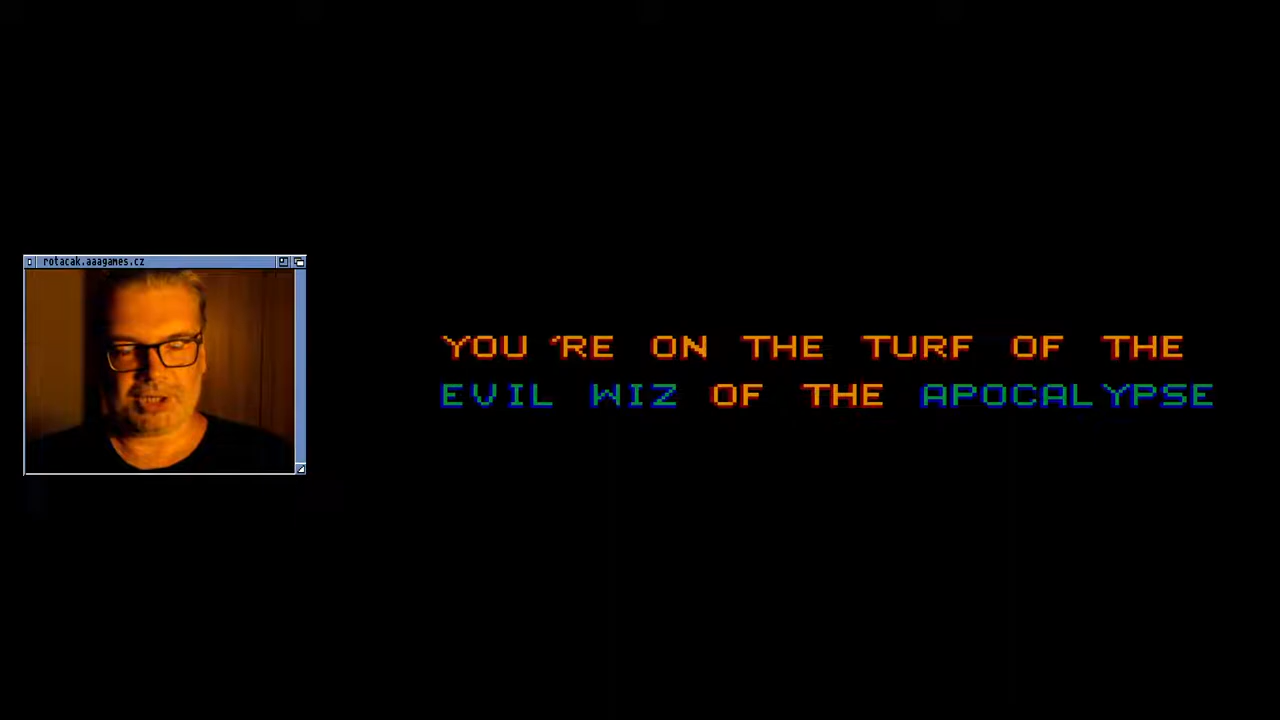 rotacak.aaagames.cz
YOU'RE ON THE TURF OF THE
EVIL WIZ OF THE APOCALYPSE